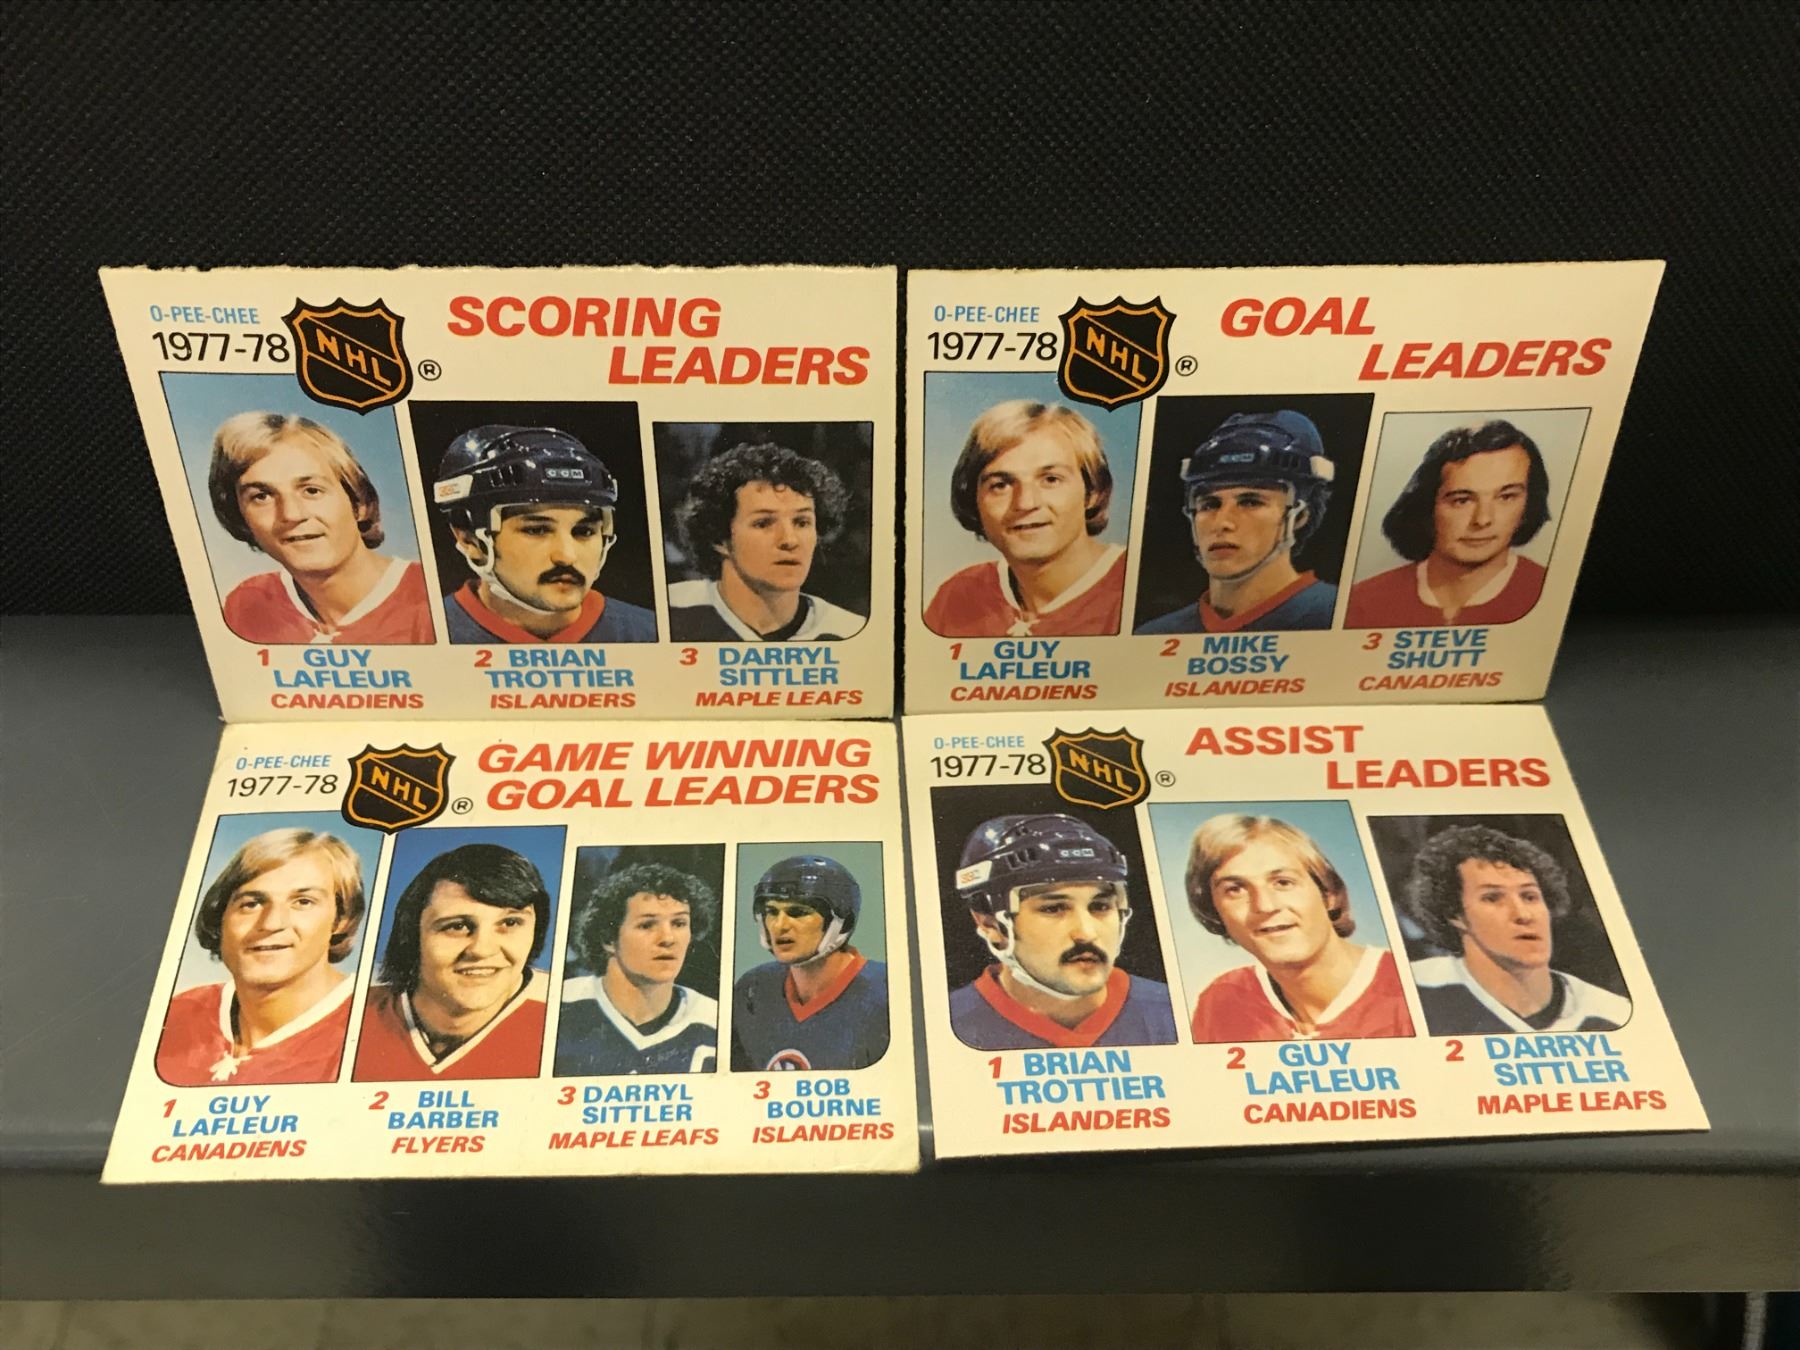 O-PEE-CHEE
1977-78
NHL
®
SCORING
LEADERS
CCM
1 GUY
LAFLEUR
CANADIENS
2 BRIAN
TROTTIER
ISLANDERS
3 DARRYL
SITTLER
MAPLE LEAFS
O-PEE-CHEE
1977-78
NHL
®
GOAL
LEADERS
1 GUY
LAFLEUR
CANADIENS
2 MIKE
BOSSY
ISLANDERS
3 STEVE
SHUTT
CANADIENS
O-PEE-CHEE
1977-78
NHL
®
GAME WINNING
GOAL LEADERS
1 GUY
LAFLEUR
CANADIENS
2 BILL
BARBER
FLYERS
3 DARRYL
SITTLER
MAPLE LEAFS
3 BOB
BOURNE
ISLANDERS
O-PEE-CHEE
1977-78
NHL
®
ASSIST
LEADERS
CCM
1 BRIAN
TROTTIER
ISLANDERS
2 GUY
LAFLEUR
CANADIENS
2 DARRYL
SITTLER
MAPLE LEAFS